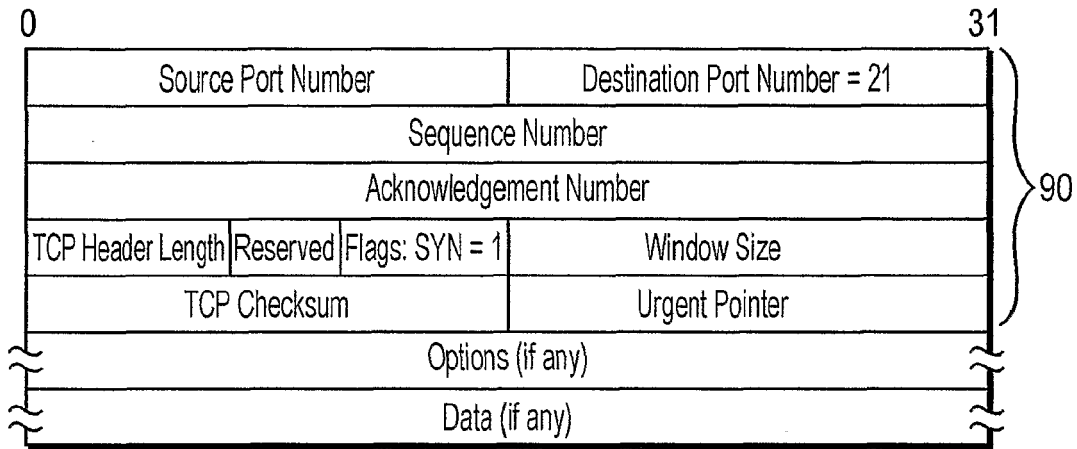 0 31
Source Port Number Destination Port Number = 21
Sequence Number
Acknowledgement Number
90
TCP Header Length Reserved Flags: SYN = 1 Window Size
TCP Checksum Urgent Pointer
Options (if any)
Data (if any)